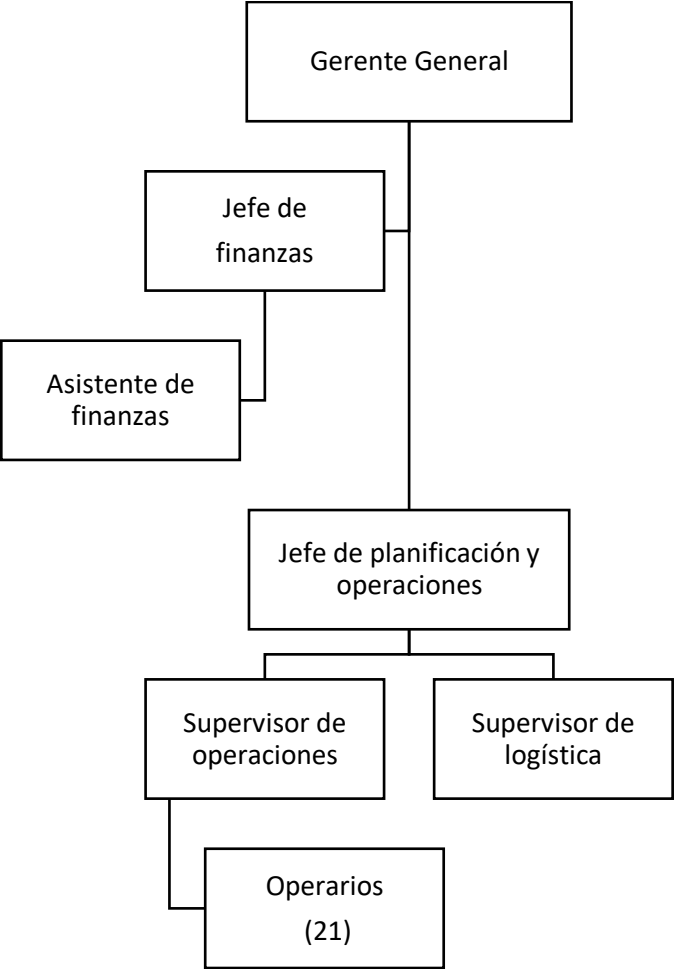 Gerente General
Jefe de
finanzas
Asistente de
finanzas
Jefe de planificación y
operaciones
Supervisor de
operaciones
Supervisor de
logística
Operarios
(21)